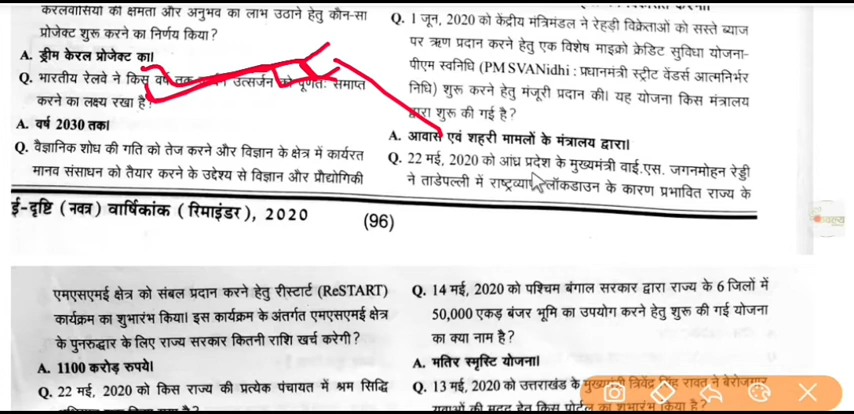 करलवासियों की क्षमता और अनुभव का लाभ उठाने हेतु कौन-सा
प्रोजेक्ट शुरू करने का निर्णय किया?
A. ड्रीम केरल प्रोजेक्ट का।
Q. भारतीय रेलवे ने किस वर्ष तक उत्सर्जन को पूर्णतः समाप्त
करने का लक्ष्य रखा है?
A. वर्ष 2030 तक।
Q. वैज्ञानिक शोध की गति को तेज करने और विज्ञान के क्षेत्र में कार्यरत
मानव संसाधन को तैयार करने के उद्देश्य से विज्ञान और प्रौद्योगिकी
Q. 1 जून, 2020 को केंद्रीय मंत्रिमंडल ने रेहड़ी विक्रेताओं को सस्ते ब्याज
पर ऋण प्रदान करने हेतु एक विशेष माइक्रो क्रेडिट सुविधा योजना-
पीएम स्वनिधि (PM SVANidhi : प्रधानमंत्री स्ट्रीट वेंडर्स आत्मनिर्भर
निधि) शुरू करने हेतु मंजूरी प्रदान की। यह योजना किस मंत्रालय
द्वारा शुरू की गई है?
A. आवास एवं शहरी मामलों के मंत्रालय द्वारा।
Q. 22 मई, 2020 को आंध्र प्रदेश के मुख्यमंत्री वाई.एस. जगनमोहन रेड्डी
ने ताडेपल्ली में लॉकडाउन के कारण प्रभावित राज्य के
ई-दृष्टि (नवत्र) वार्षिकांक (रिमाइंडर), 2020
(96)
एमएसएमई क्षेत्र को संबल प्रदान करने हेतु रीस्टार्ट (ReSTART)
कार्यक्रम का शुभारंभ किया। इस कार्यक्रम के अंतर्गत एमएसएमई क्षेत्र
के पुनरुद्धार के लिए राज्य सरकार कितनी राशि खर्च करेगी?
A. 1100 करोड़ रुपये।
Q. 22 मई, 2020 को किस राज्य की प्रत्येक पंचायत में श्रम सिद्धि
Q. 14 मई, 2020 को पश्चिम बंगाल सरकार द्वारा राज्य के 6 जिलों में
50,000 एकड़ बंजर भूमि का उपयोग करने हेतु शुरू की गई योजना
का क्या नाम है?
A. मतिर स्मृस्टि योजना।
Q. 13 मई, 2020 को उत्तराखंड के त्रिवेंद्र सिंह रावत ने